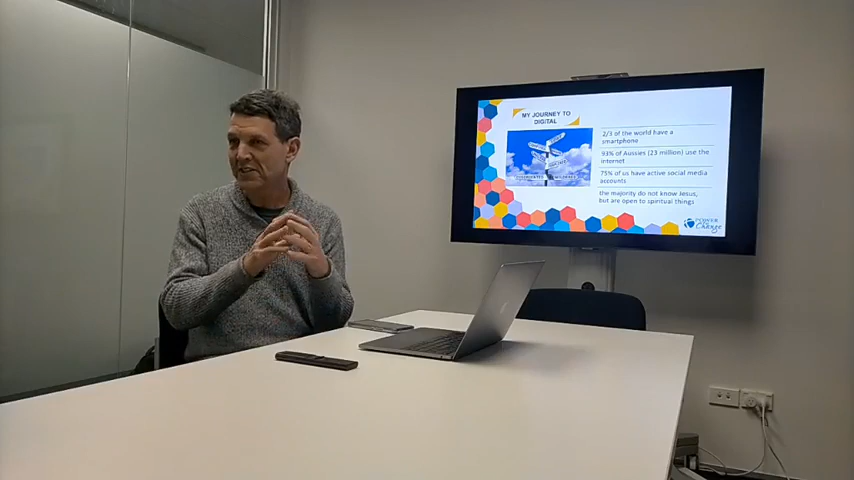 MY JOURNEY TO
DIGITAL
2/3 of the world have a
smartphone
93% of Aussies (23 million) use the
internet
75% of us have active social media
accounts
the majority do not know Jesus,
but are open to spiritual things
POWER
Change